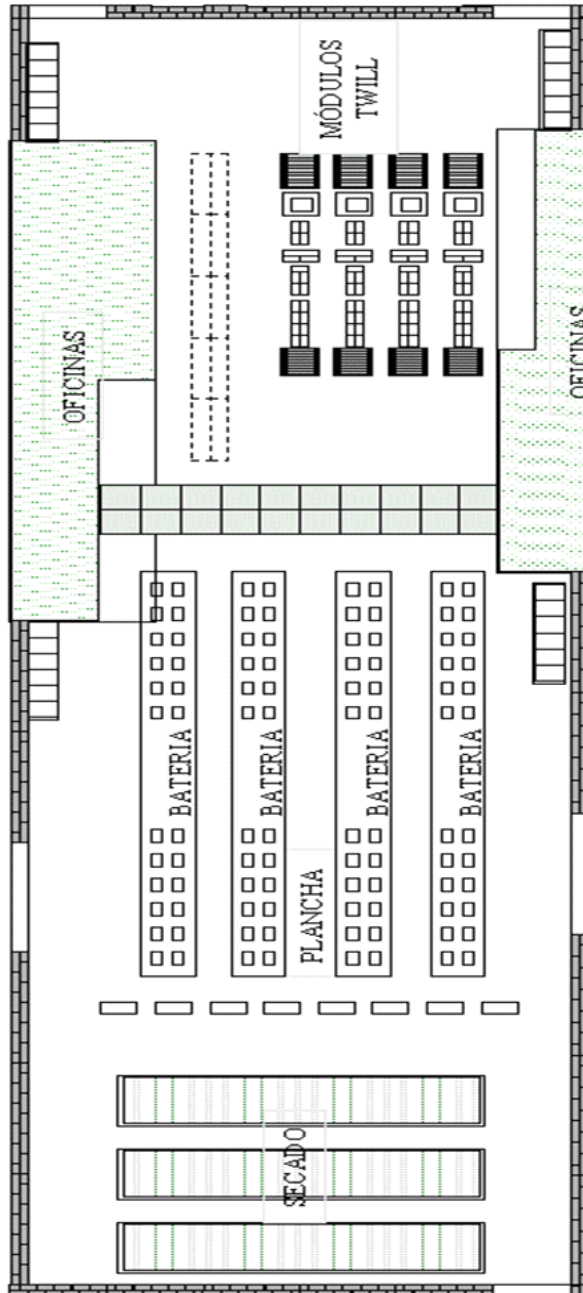 MÓDULOS
TWILL
OFICINAS
OFICINAS
BATERIA
BATERIA
BATERIA
BATERIA
PLANCHA
SECADO